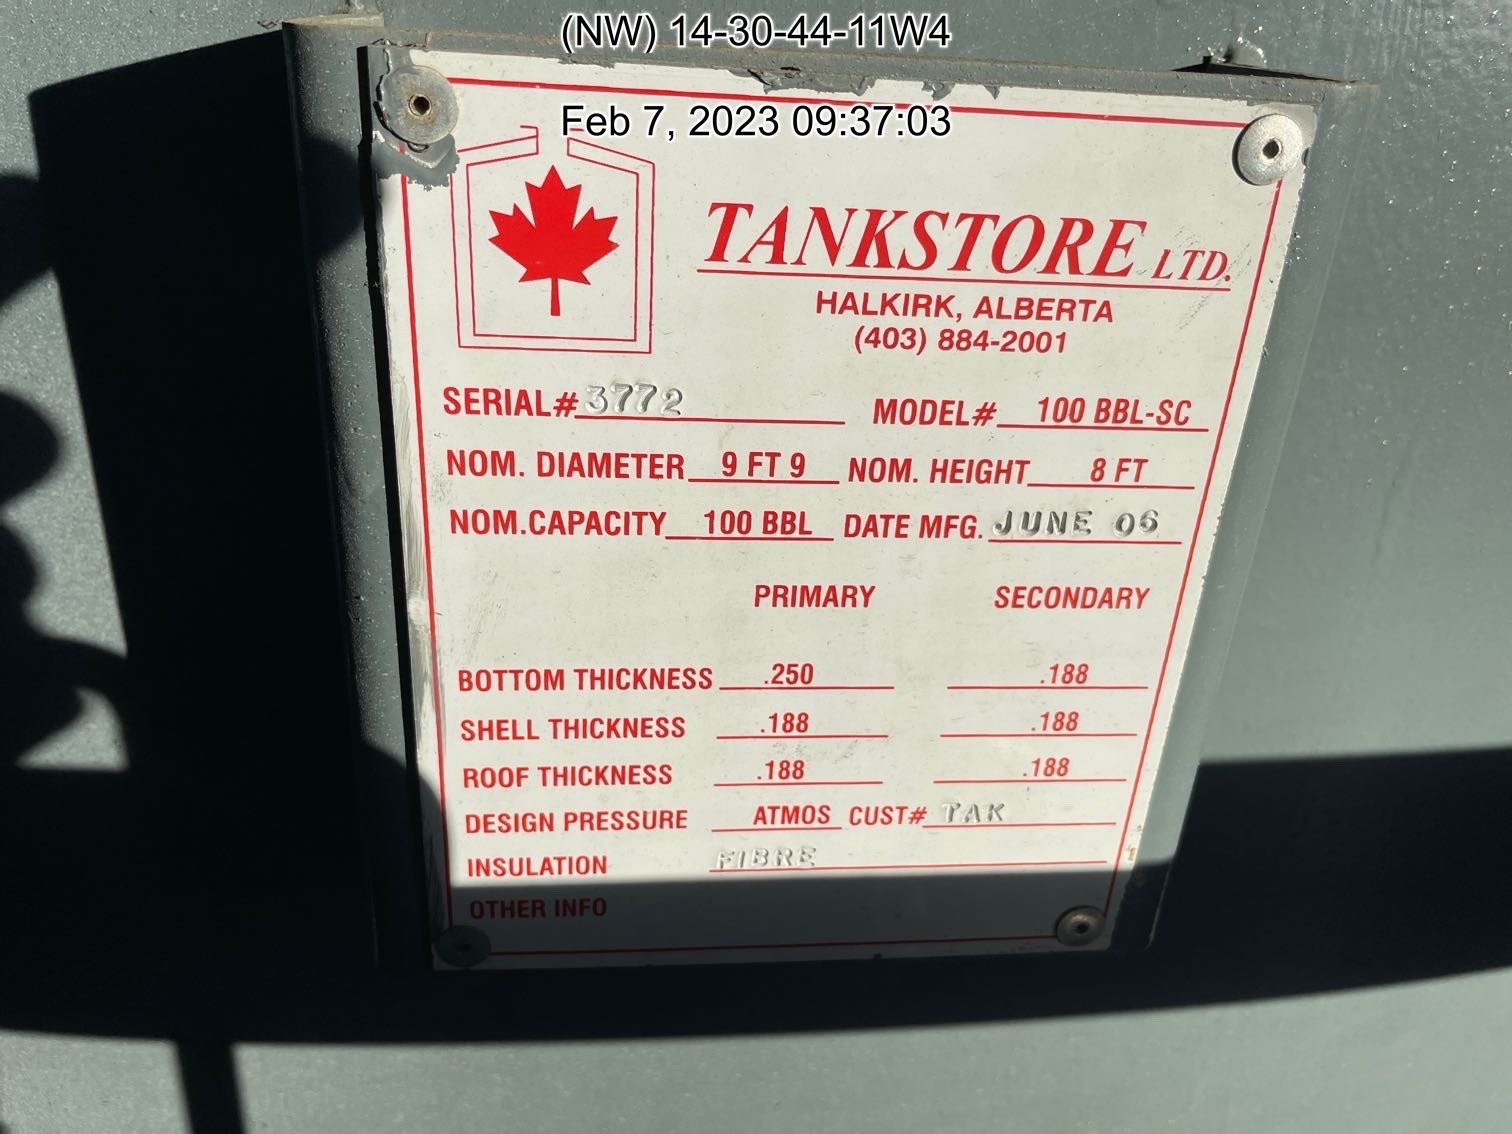 (NW) 14-30-44-11W4
Feb 7, 2023 09:37:03
TANKSTORE LTD.
HALKIRK, ALBERTA
(403) 884-2001
SERIAL# 3772 MODEL# 100 BBL-SC
NOM. DIAMETER 9 FT 9 NOM. HEIGHT 8 FT
NOM. CAPACITY 100 BBL DATE MFG. JUNE 06
PRIMARY SECONDARY
BOTTOM THICKNESS .250 .188
SHELL THICKNESS .188 .188
ROOF THICKNESS .188 .188
DESIGN PRESSURE ATMOS CUST# TAK
INSULATION FIBRE
OTHER INFO